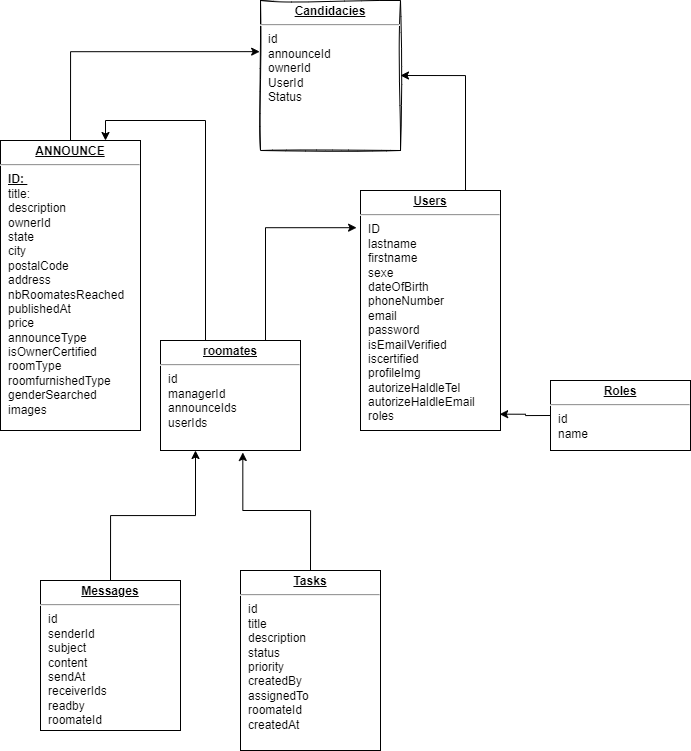 Candidacies
id
announceId
ownerId
UserId
Status
ANNOUNCE
ID:
title:
description
ownerId
state
city
postalCode
address
nbRoomatesReached
publishedAt
price
announceType
isOwnerCertified
roomType
roomfurnishedType
genderSearched
images
Users
ID
lastname
firstname
sexe
dateOfBirth
phoneNumber
email
password
isEmailVerified
iscertified
profileImg
autorizeHaldleTel
autorizeHaldleEmail
roles
roomates
id
managerId
announceIds
userIds
Roles
id
name
Messages
id
senderId
subject
content
sendAt
receiverIds
readby
roomateId
Tasks
id
title
description
status
priority
createdBy
assignedTo
roomateId
createdAt